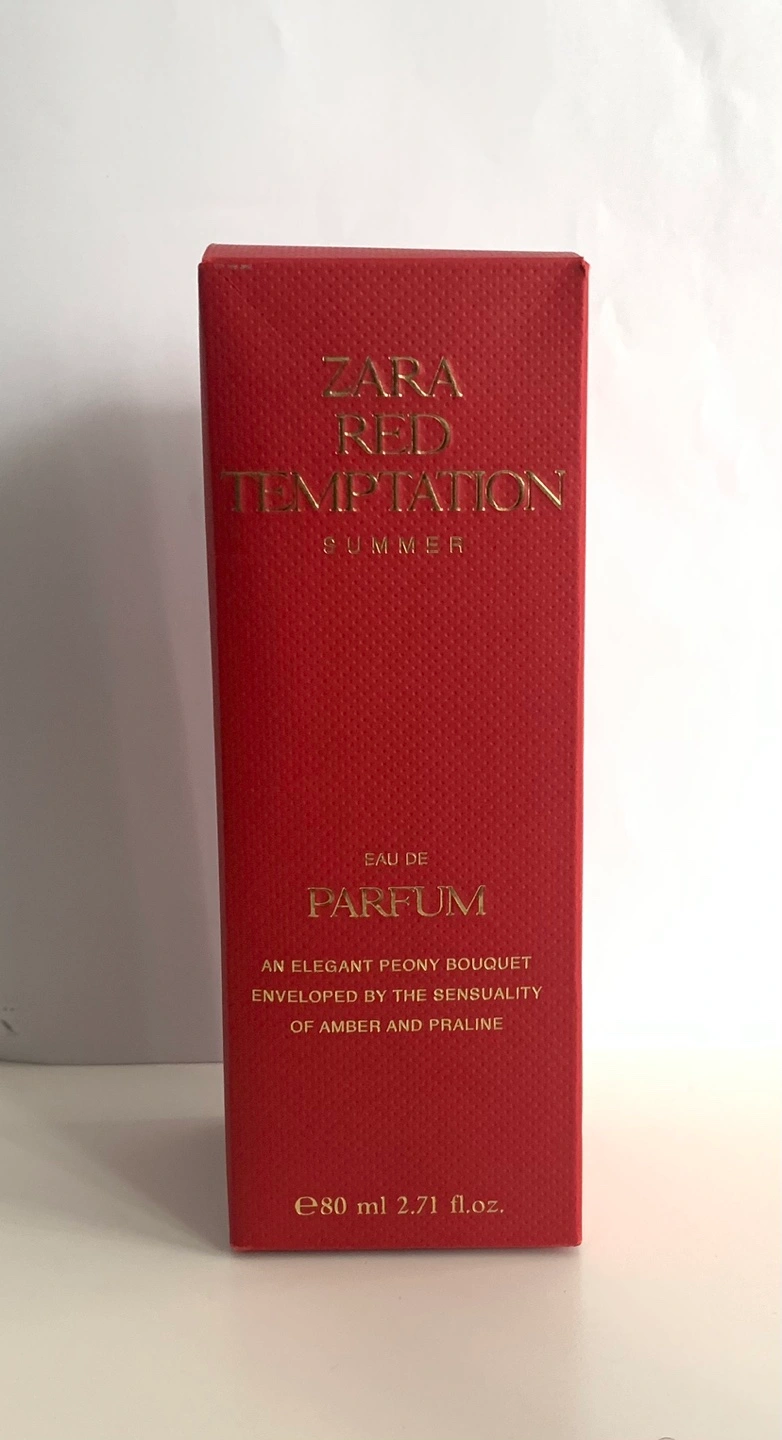 ZARA
RED
TEMPTATION
SUMMER
EAU DE
PARFUM
AN ELEGANT PEONY BOUQUET
ENVELOPED BY THE SENSUALITY
OF AMBER AND PRALINE
℮80 ml 2.71 fl.oz.